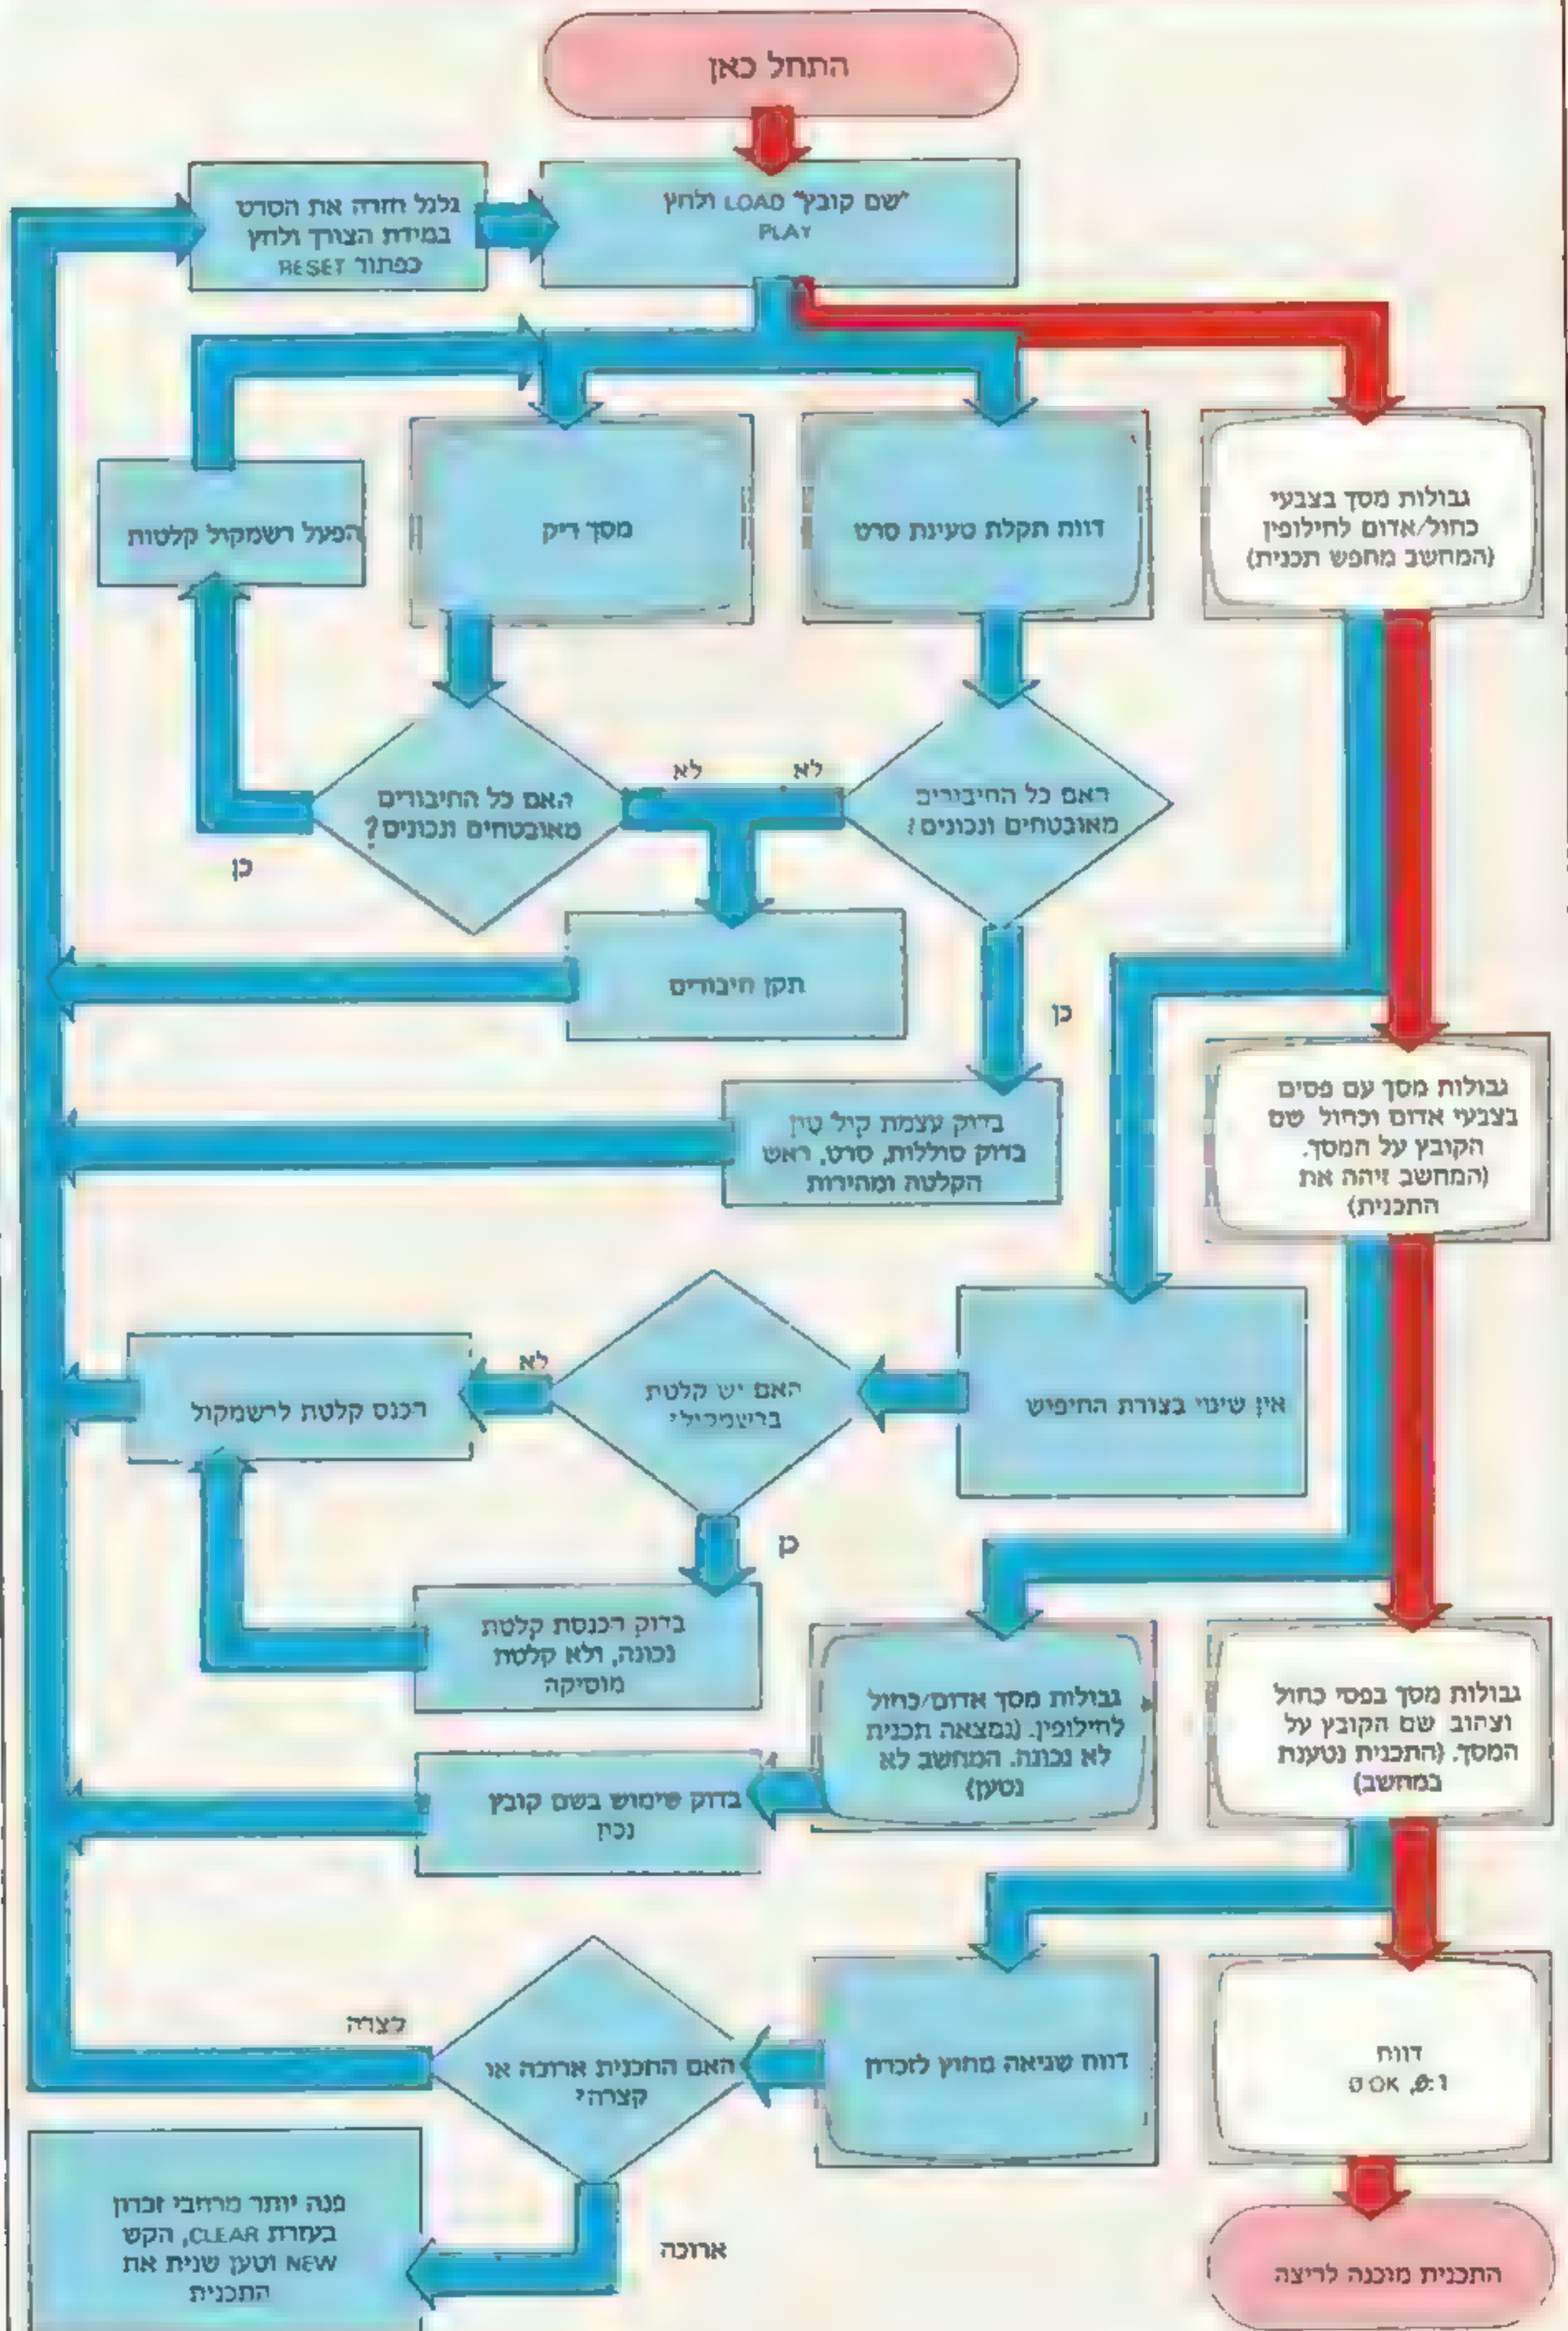 התחל כאן
"שם קובץ" LOAD ולחץ
PLAY
גלגל חזרה את הסרט
במידת הצורך ולחץ
כפתור RESET
גבולות מסך בצבעי
כחול/אדום לחילופין
(המחשב מחפש תכנית)
דווח תקלת טעינת סרט
מסך ריק
הפעל רשמקול קלטות
האם כל החיבורים
מאובטחים ונכונים?
לא
לא
האם כל החיבורים
מאובטחים ונכונים?
כן
תקן חיבורים
כן
גבולות מסך עם פסים
בצבעי אדום וכחול שם
הקובץ על המסך.
(המחשב זיהה את
התכנית)
בדוק עצמת קול
בדוק סוללות, סרט, ראש
הקלטה ומהירות
אין שינוי בצורת החיפוש
האם יש קלטת
ברשמקול?
לא
הכנס קלטת לרשמקול
כן
בדוק הכנסת קלטת
נכונה, ולא קלטת
מוסיקה
גבולות מסך בפסי כחול
וצהוב שם הקובץ על
המסך. (התכנית נטענת
במחשב)
גבולות מסך אדום/כחול
לחילופין. (נמצאה תכנית
לא נכונה. המחשב לא
נטען)
בדוק שימוש בשם קובץ
נכון
דווח
0 OK ,0:1
דווח שגיאה מחוץ לזכרון
האם התכנית ארוכה או
קצרה?
קצרה
ארוכה
פנה יותר מרחבי זכרון
בעזרת CLEAR, הקש
NEW וטען שנית את
התכנית
התכנית מוכנה לריצה